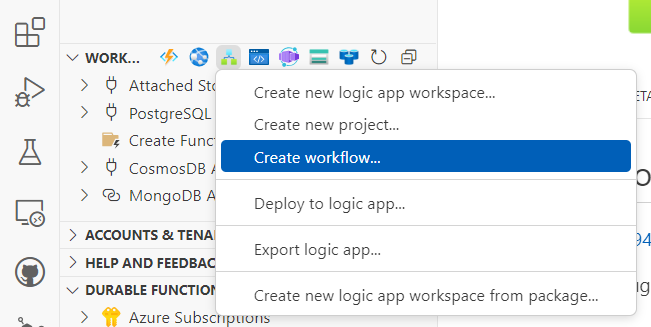 WORK...
Attached Sto
PostgreSQL
Create Func
CosmosDB A
MongoDB A
ACCOUNTS & TENA
HELP AND FEEDBAC
DURABLE FUNCTION
Azure Subscriptions
Create new logic app workspace...
Create new project...
Create workflow...
Deploy to logic app...
Export logic app...
Create new logic app workspace from package...
ETA
o
94
ug